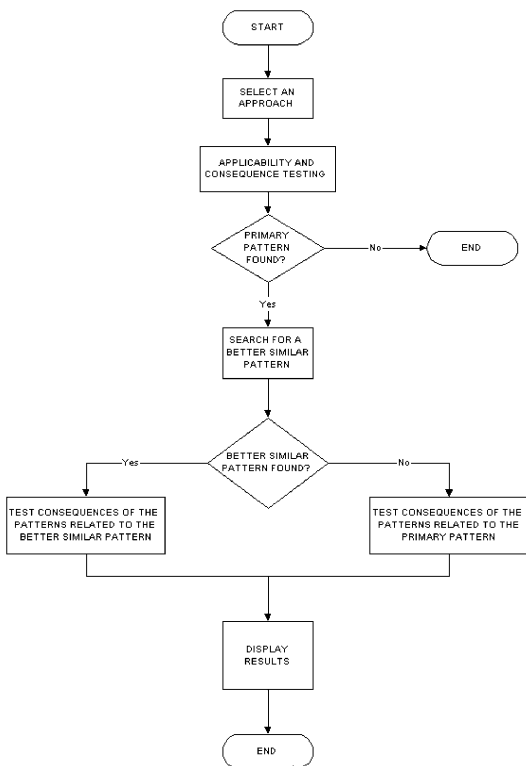 START
SELECT AN
APPROACH
APPLICABILITY AND
CONSEQUENCE TESTING
PRIMARY
PATTERN
FOUND?
No
END
Yes
SEARCH FOR A
BETTER SIMILAR
PATTERN
BETTER SIMILAR
PATTERN FOUND?
Yes
No
TEST CONSEQUENCES OF THE
PATTERNS RELATED TO THE
BETTER SIMILAR PATTERN
TEST CONSEQUENCES OF THE
PATTERNS RELATED TO THE
PRIMARY PATTERN
DISPLAY
RESULTS
END